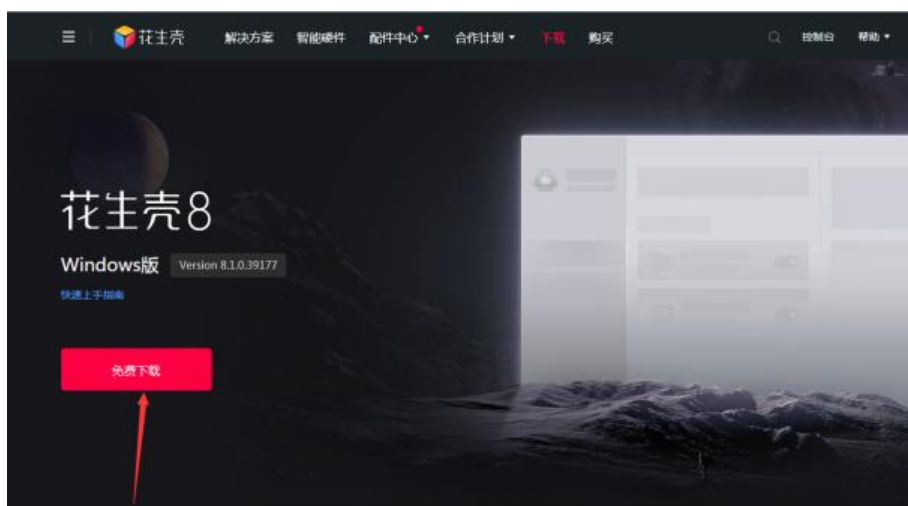 花生壳 解决方案 智能硬件 配件中心 合作计划 下载 购买 控制台 帮助
花生壳8
Windows版 Version 8.1.0.39177
快速上手指南
免费下载